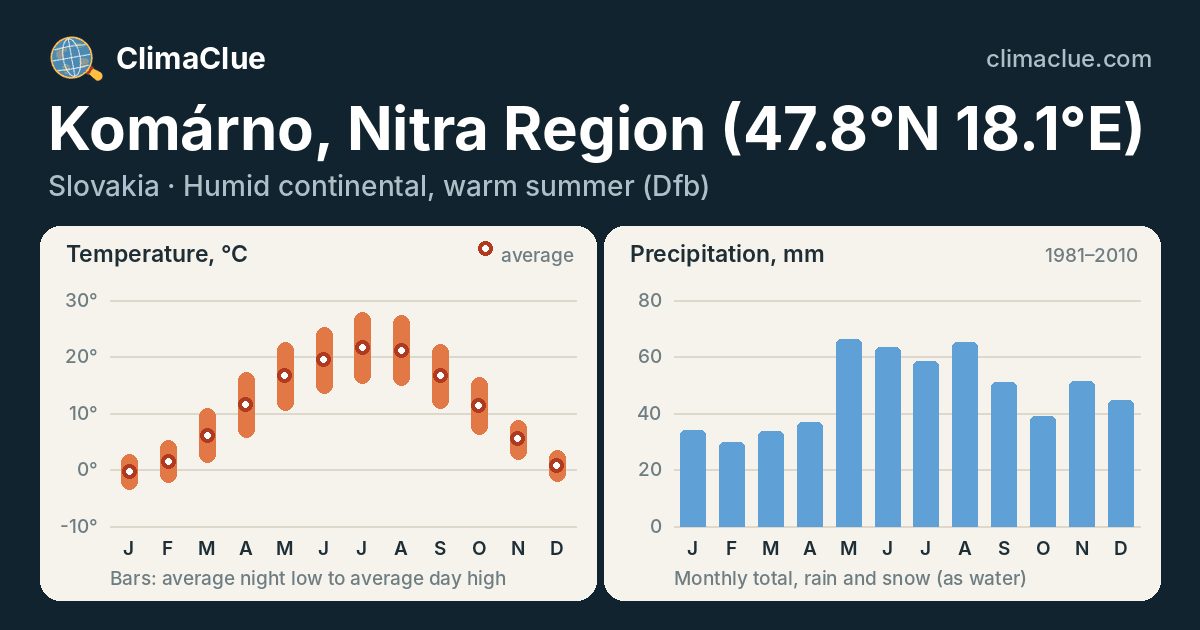 ClimaClue
climaclue.com
Komárno, Nitra Region (47.8°N 18.1°E)
Slovakia · Humid continental, warm summer (Dfb)
Temperature, °C
average
30°
20°
10°
0°
-10°
J F M A M J J A S O N D
Bars: average night low to average day high
Precipitation, mm
1981–2010
80
60
40
20
0
J F M A M J J A S O N D
Monthly total, rain and snow (as water)